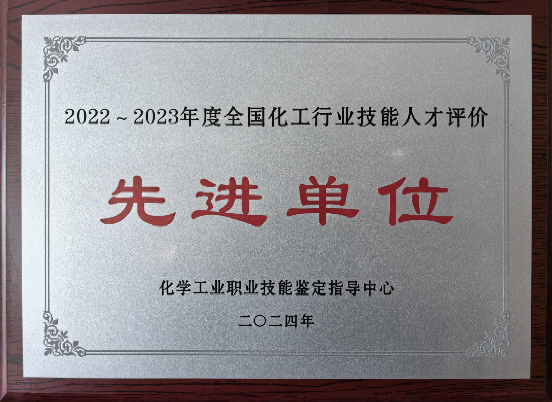 2022～2023年度全国化工行业技能人才评价
先进单位
化学工业职业技能鉴定指导中心
二〇二四年